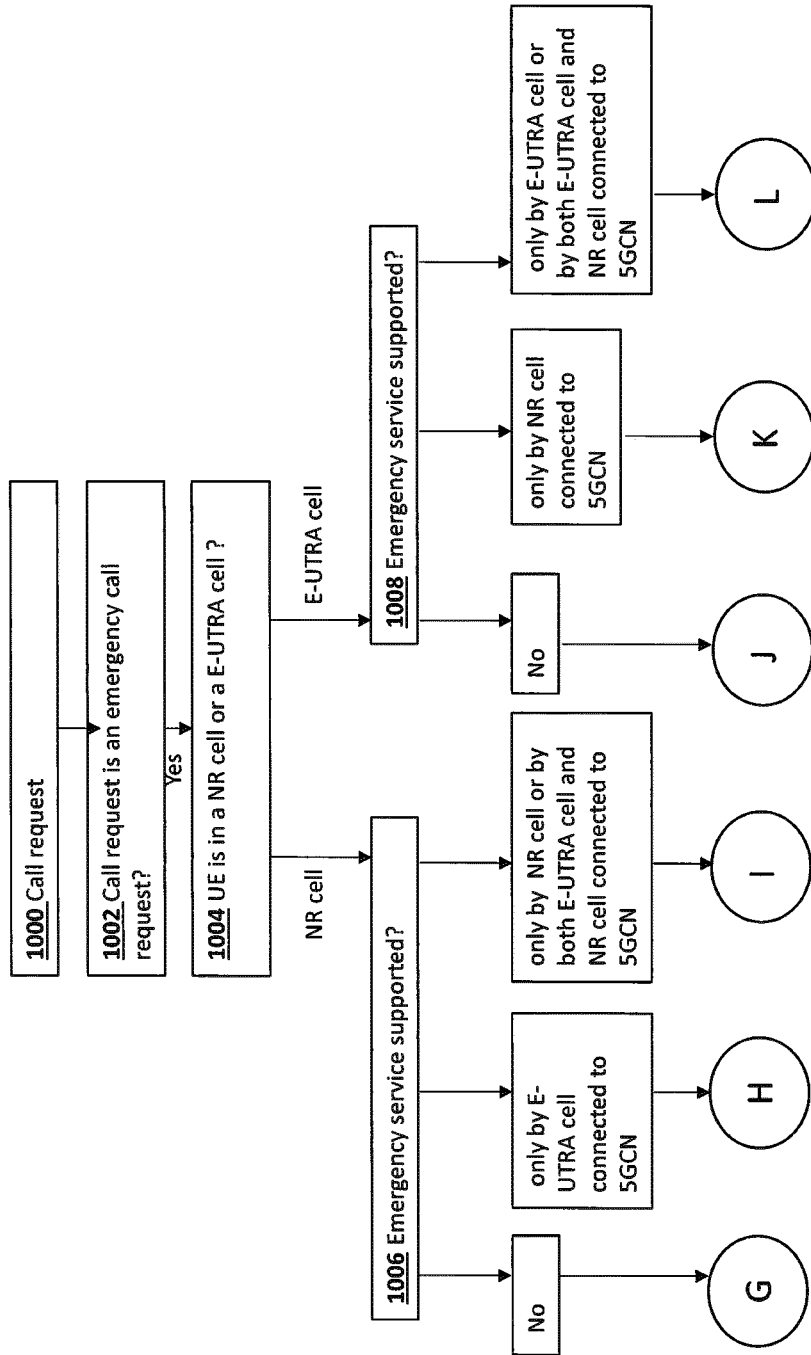 1000 Call request
1002 Call request is an emergency call
request?
Yes
1004 UE is in a NR cell or a E-UTRA cell ?
NR cell
E-UTRA cell
1006 Emergency service supported?
1008 Emergency service supported?
No
only by E-
UTRA cell
connected to
5GCN
only by NR cell or by
both E-UTRA cell and
NR cell connected to
5GCN
No
only by NR cell
connected to
5GCN
only by E-UTRA cell or
by both E-UTRA cell and
NR cell connected to
5GCN
G
H
I
J
K
L